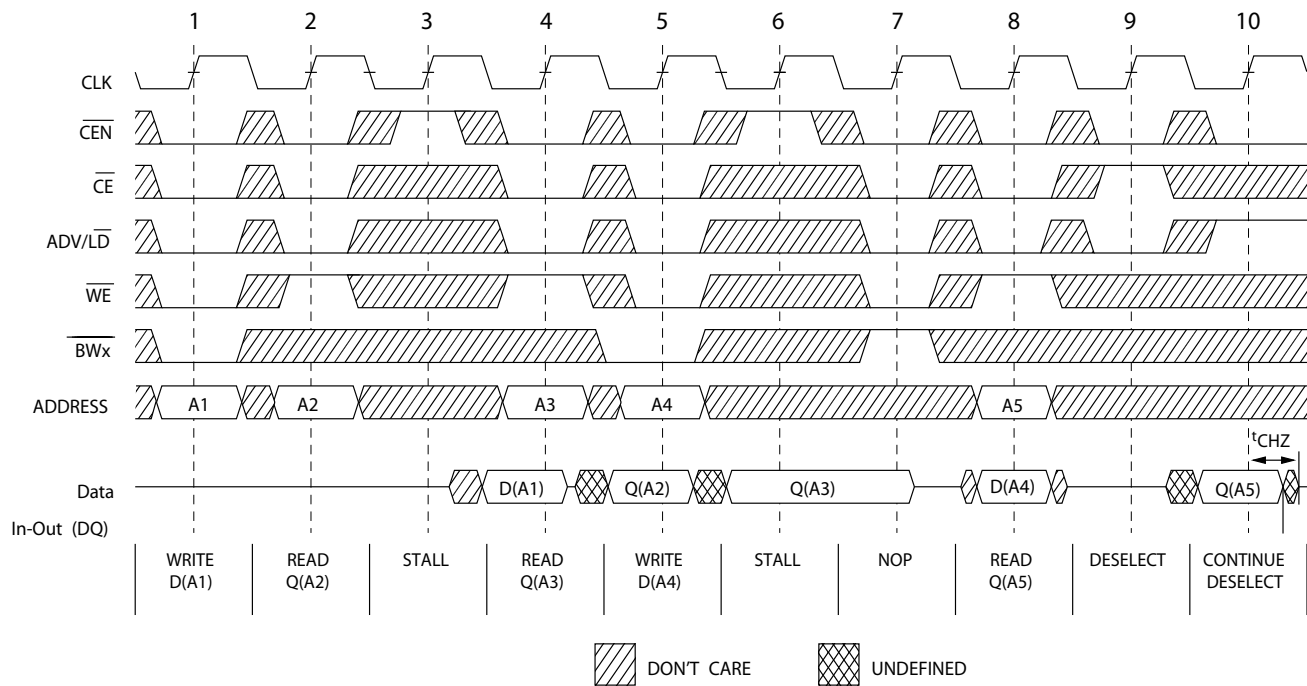 1 2 3 4 5 6 7 8 9 10
CLK
CEN
CE
ADV/LD
WE
BWx
ADDRESS A1 A2 A3 A4 A5
tCHZ
Data D(A1) Q(A2) Q(A3) D(A4) Q(A5)
In-Out (DQ)
WRITE READ STALL READ WRITE STALL NOP READ DESELECT CONTINUE
D(A1) Q(A2) Q(A3) D(A4) Q(A5) DESELECT
DON'T CARE UNDEFINED